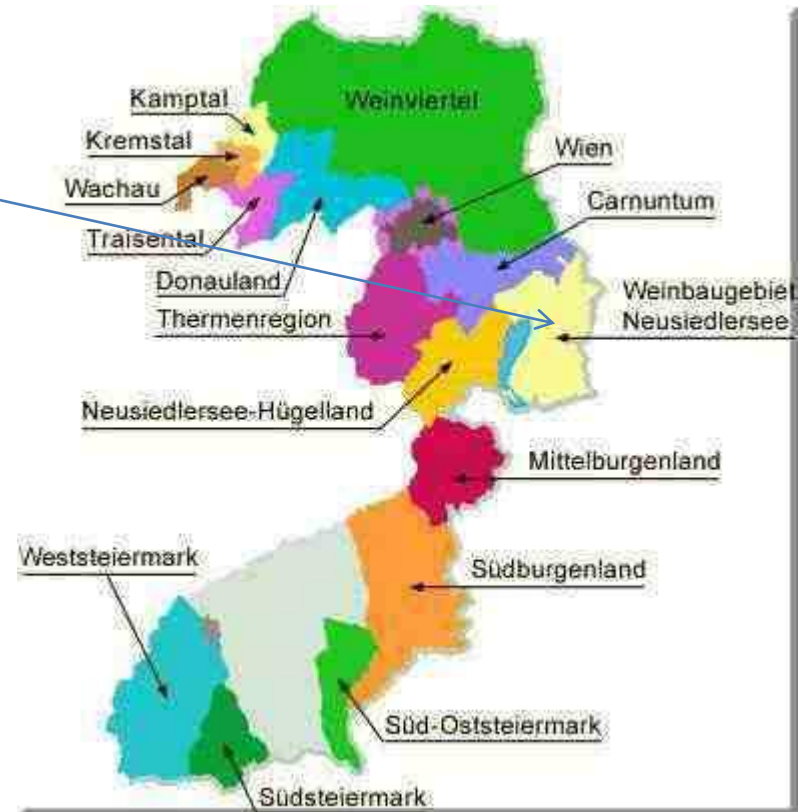 Kamptal
Weinviertel
Kremstal
Wien
Wachau
Carnuntum
Traisental
Donauland
Weinbaugebiet
Neusiedlersee
Thermenregion
Neusiedlersee-Hügelland
Mittelburgenland
Weststeiermark
Südburgenland
Süd-Oststeiermark
Südsteiermark